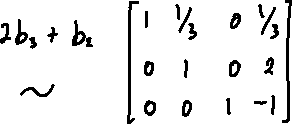 2b₃ + b₂
~
1 1/3 0 1/3
0 1 0 2
0 0 1 -1